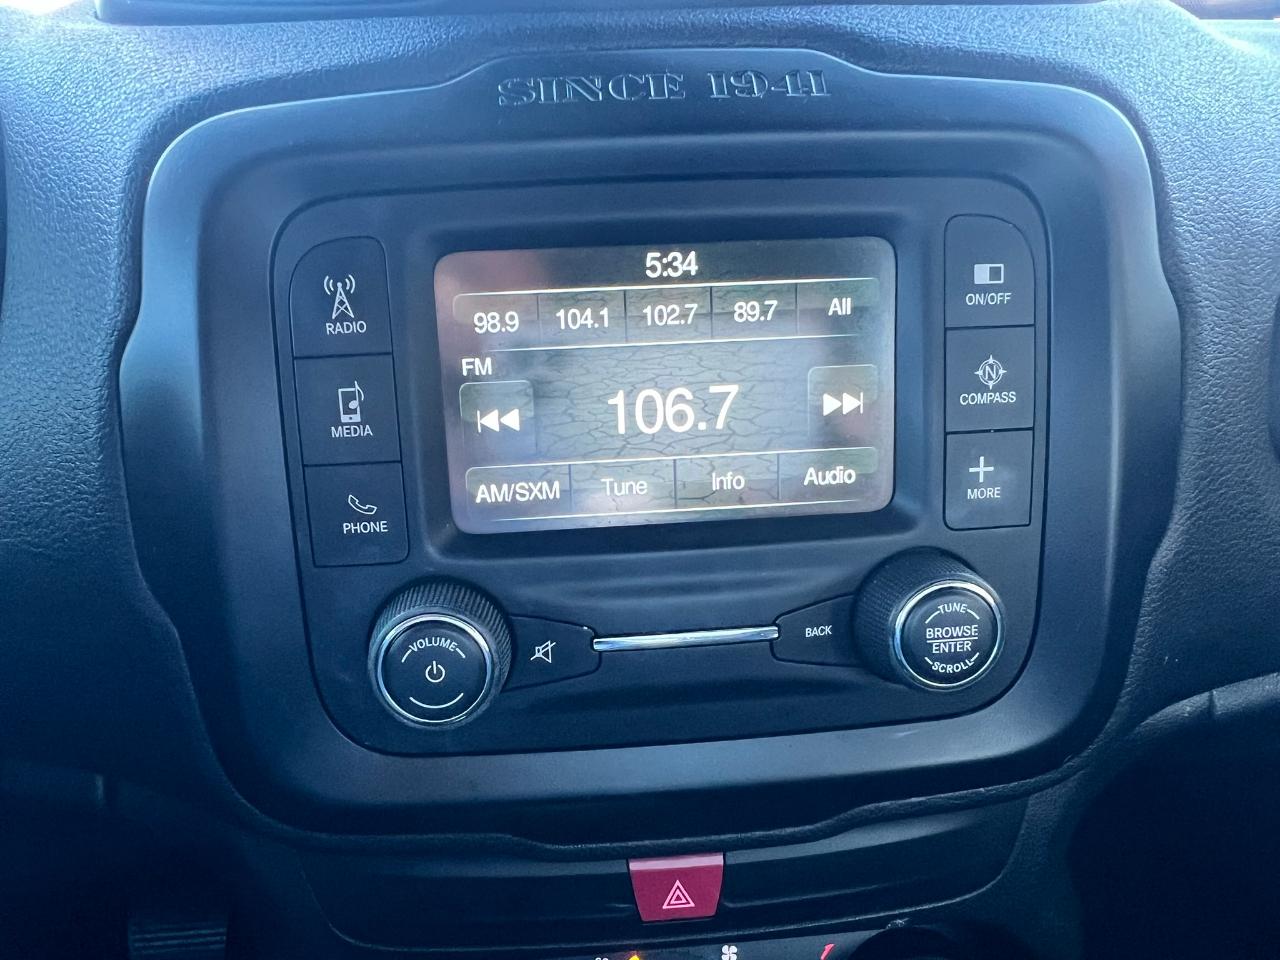 SINCE 1941
5:34
98.9 104.1 102.7 89.7 All
FM
106.7
AM/SXM Tune Info Audio
RADIO
MEDIA
PHONE
ON/OFF
N
COMPASS
MORE
VOLUME
BACK
TUNE
BROWSE
ENTER
SCROLL